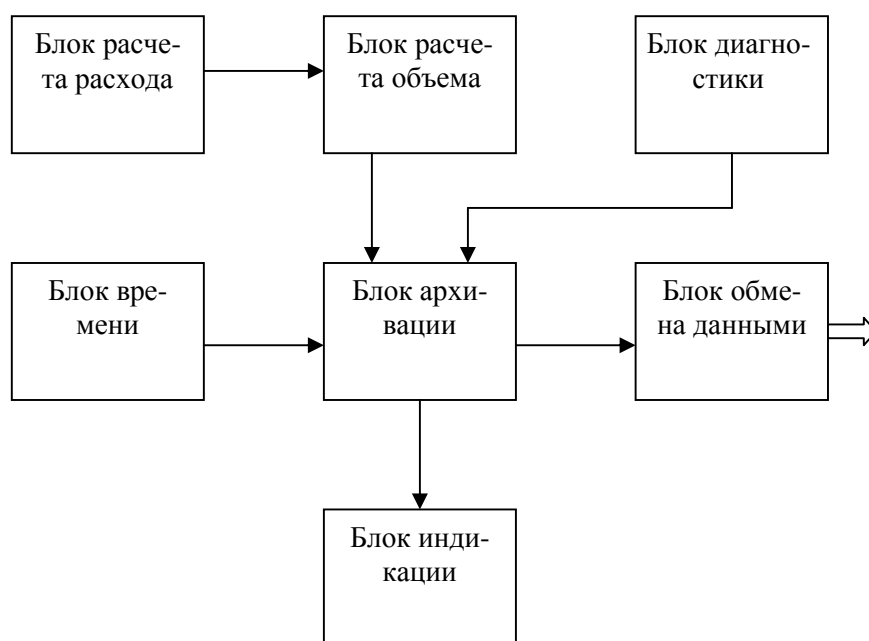 Блок расче-
та расхода
Блок расче-
та объема
Блок диагно-
стики
Блок вре-
мени
Блок архи-
вации
Блок обме-
на данными
Блок инди-
кации